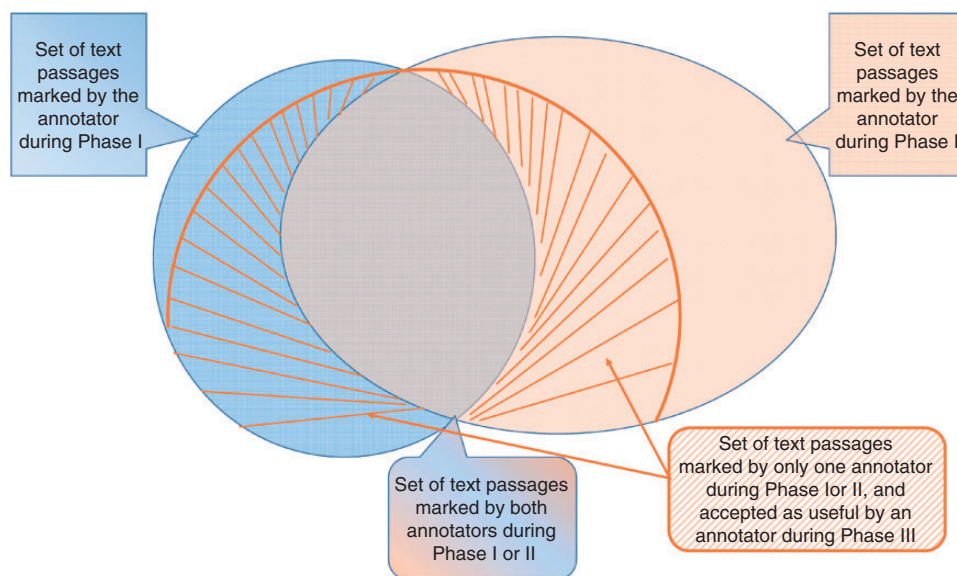 Set of text
passages
marked by the
annotator
during Phase I
Set of text
passages
marked by the
annotator
during Phase I
Set of text passages
marked by both
annotators during
Phase I or II
Set of text passages
marked by only one annotator
during Phase Ior II, and
accepted as useful by an
annotator during Phase III